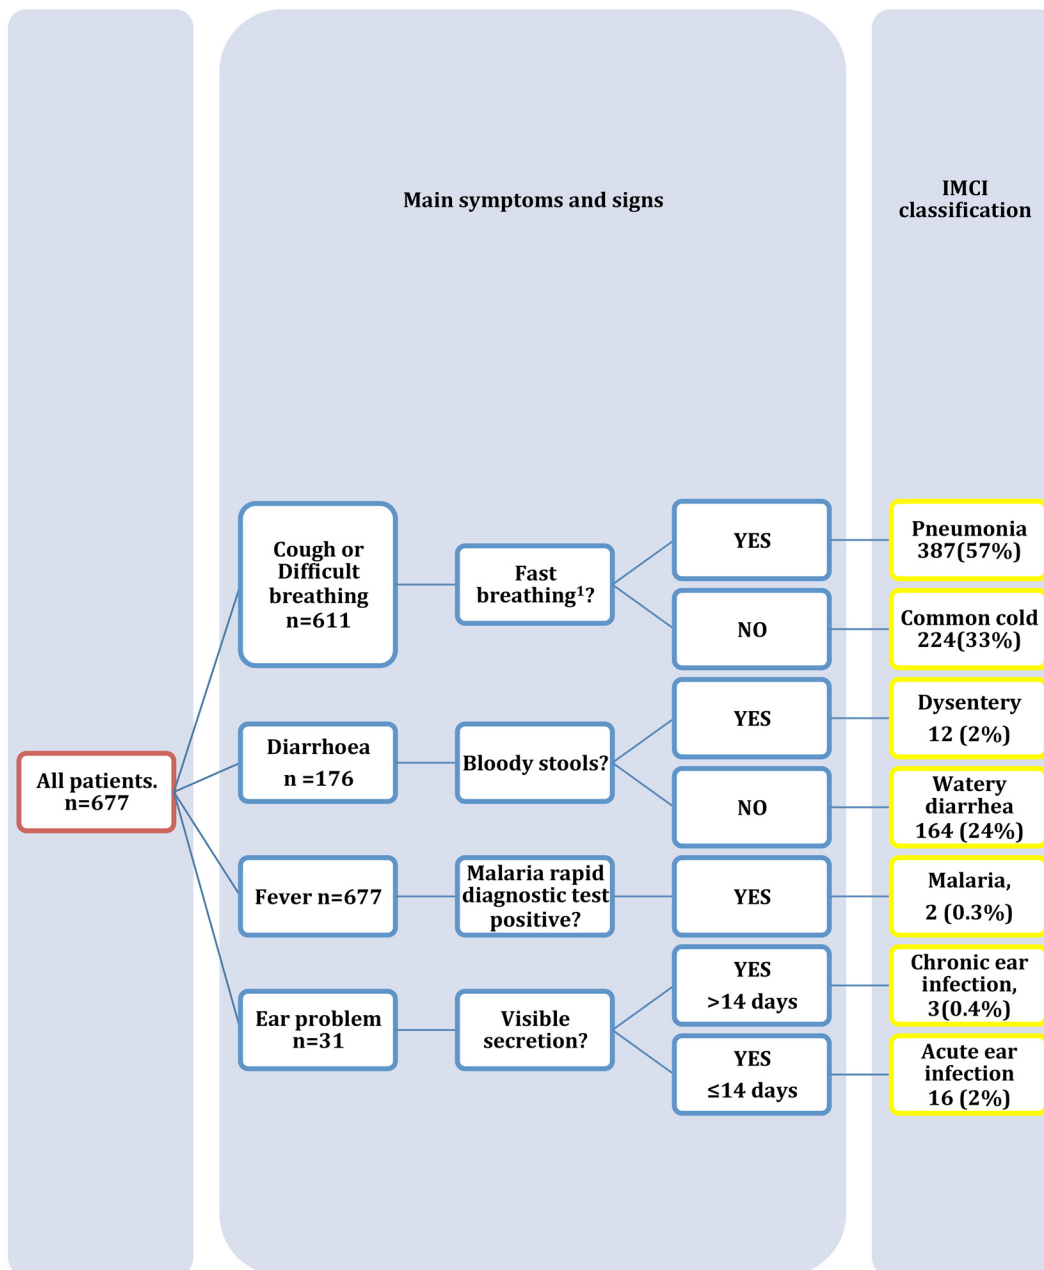 Main symptoms and signs
IMCI
classification
All patients.
n=677
Cough or
Difficult
breathing
n=611
Fast
breathing¹?
YES
Pneumonia
387(57%)
NO
Common cold
224(33%)
Diarrhoea
n =176
Bloody stools?
YES
Dysentery
12 (2%)
NO
Watery
diarrhea
164 (24%)
Fever n=677
Malaria rapid
diagnostic test
positive?
YES
Malaria,
2 (0.3%)
Ear problem
n=31
Visible
secretion?
YES
>14 days
Chronic ear
infection,
3(0.4%)
YES
≤14 days
Acute ear
infection
16 (2%)